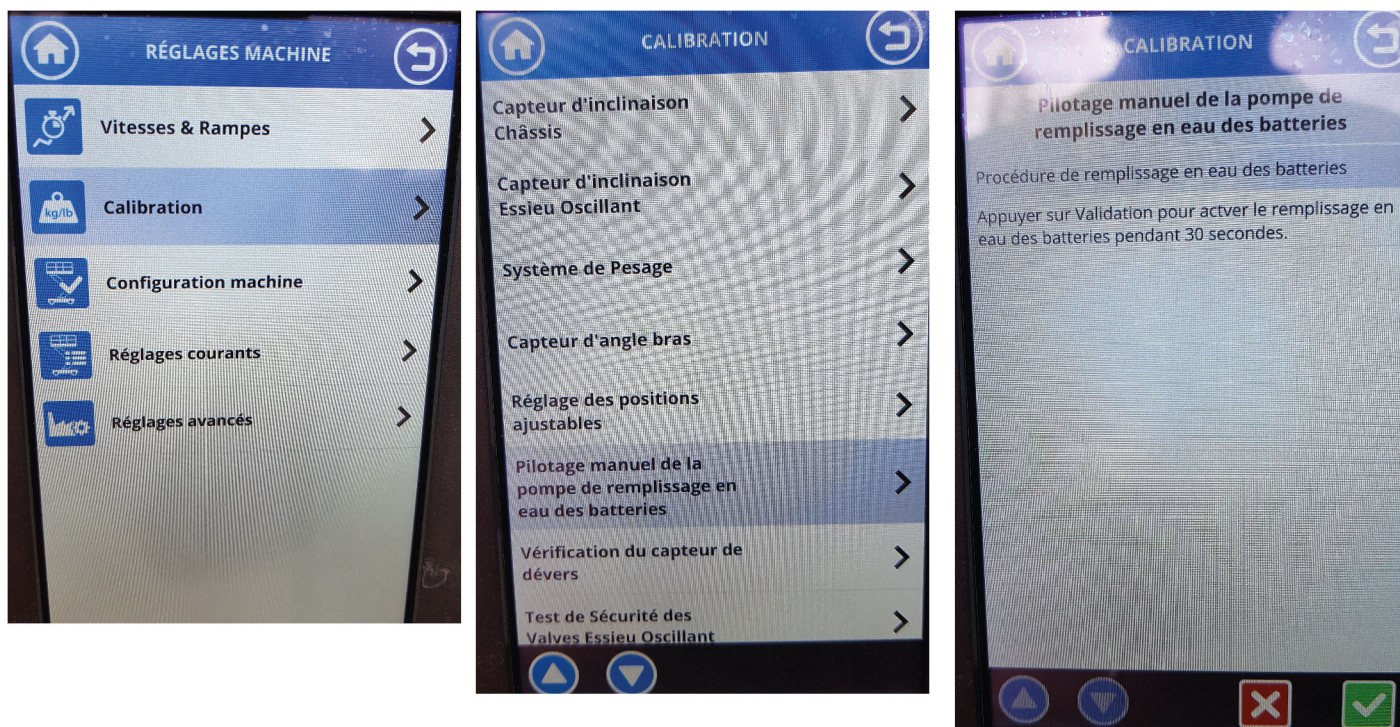 RÉGLAGES MACHINE
Vitesses & Rampes
kg/lb
Calibration
Configuration machine
Réglages courants
Réglages avancés
CALIBRATION
Capteur d'inclinaison
Châssis
Capteur d'inclinaison
Essieu Oscillant
Système de Pesage
Capteur d'angle bras
Réglage des positions
ajustables
Pilotage manuel de la
pompe de remplissage en
eau des batteries
Vérification du capteur de
dévers
Test de Sécurité des
Valves Essieu Oscillant
CALIBRATION
Pilotage manuel de la pompe de
remplissage en eau des batteries
Procédure de remplissage en eau des batteries
Appuyer sur Validation pour actver le remplissage en
eau des batteries pendant 30 secondes.